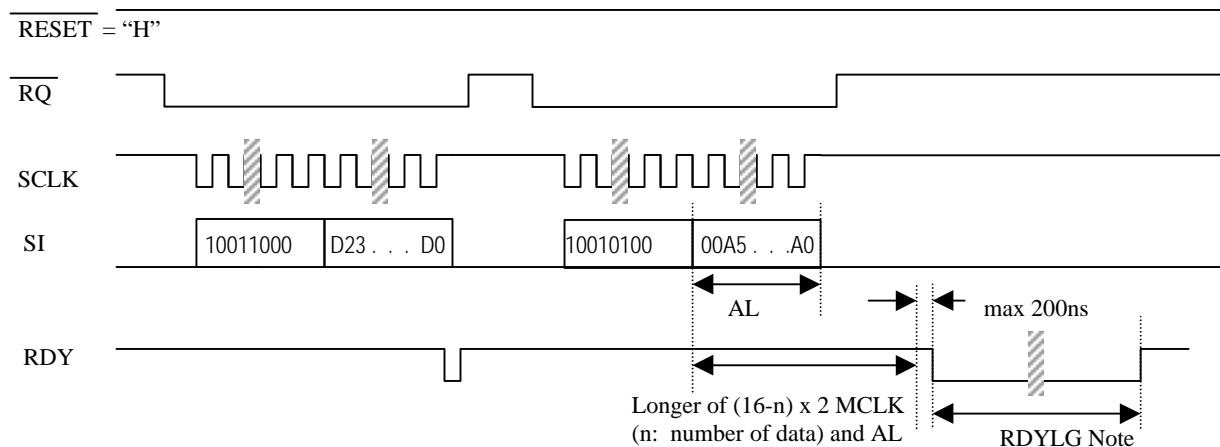 RESET = “H”
RQ
SCLK
SI
10011000
D23 . . . D0
10010100
00A5 . . .A0
AL
max 200ns
RDY
Longer of (16-n) x 2 MCLK
(n: number of data) and AL
RDYLG Note